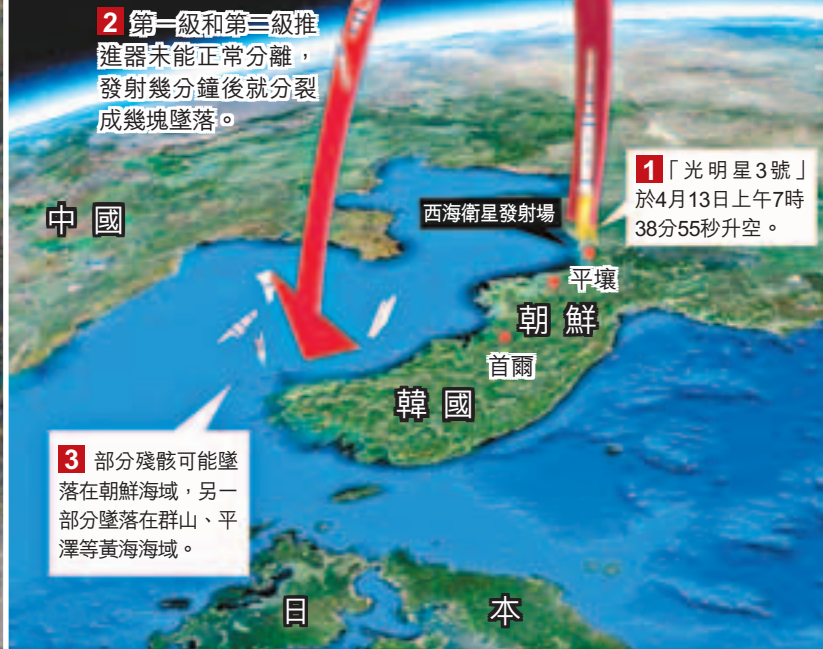 2 第一級和第二級推
進器未能正常分離，
發射幾分鐘後就分裂
成幾塊墜落。
1「光明星3號」
於4月13日上午7時
38分55秒升空。
西海衛星發射場
中國
平壤
朝鮮
首爾
韓國
3 部分殘骸可能墜
落在朝鮮海域，另一
部分墜落在群山、平
澤等黃海海域。
日本